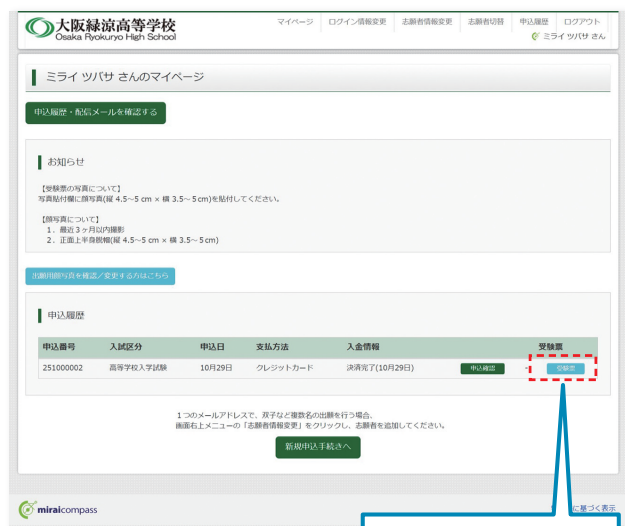 大阪緑涼高等学校
Osaka Ryokuryo High School
マイページ ログイン情報変更 志願者情報変更 志願者切替 申込履歴 ログアウト
ミライ ツバサ さん
ミライ ツバサ さんのマイページ
申込履歴・配信メールを確認する
お知らせ
【受験票の写真について】
写真貼付欄に顔写真(縦 4.5～5 cm × 横 3.5～5cm)を貼付してください。
【顔写真について】
1．最近3ヶ月以内撮影
2．正面上半身脱帽(縦 4.5～5 cm × 横 3.5～5cm)
出願用顔写真を確認／変更する方はこちら
申込履歴
申込番号 入試区分 申込日 支払方法 入金情報 受験票
251000002 高等学校入学試験 10月29日 クレジットカード 決済完了(10月29日) 申込確認 - 受験票
1つのメールアドレスで、双子など複数名の出願を行う場合、
画面右上メニューの「志願者情報変更」をクリックし、志願者を追加してください。
新規申込手続きへ
miraicompass
に基づく表示